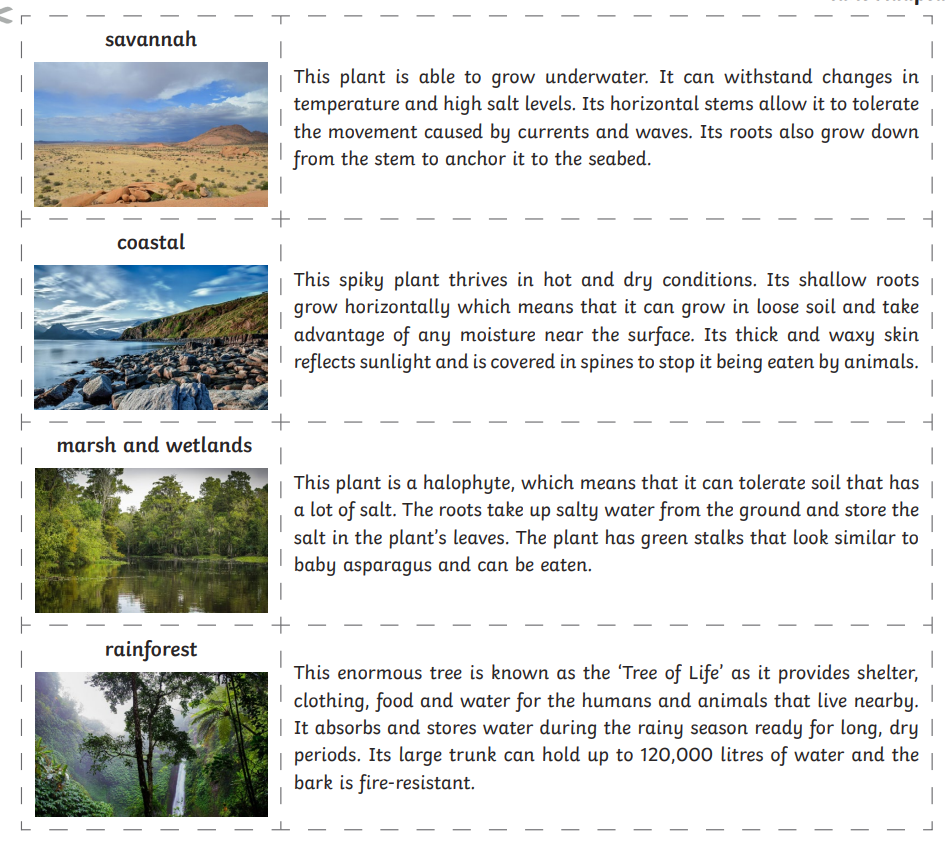 savannah
This plant is able to grow underwater. It can withstand changes in
temperature and high salt levels. Its horizontal stems allow it to tolerate
the movement caused by currents and waves. Its roots also grow down
from the stem to anchor it to the seabed.
coastal
This spiky plant thrives in hot and dry conditions. Its shallow roots
grow horizontally which means that it can grow in loose soil and take
advantage of any moisture near the surface. Its thick and waxy skin
reflects sunlight and is covered in spines to stop it being eaten by animals.
marsh and wetlands
This plant is a halophyte, which means that it can tolerate soil that has
a lot of salt. The roots take up salty water from the ground and store the
salt in the plant's leaves. The plant has green stalks that look similar to
baby asparagus and can be eaten.
rainforest
This enormous tree is known as the ‘Tree of Life’ as it provides shelter,
clothing, food and water for the humans and animals that live nearby.
It absorbs and stores water during the rainy season ready for long, dry
periods. Its large trunk can hold up to 120,000 litres of water and the
bark is fire-resistant.